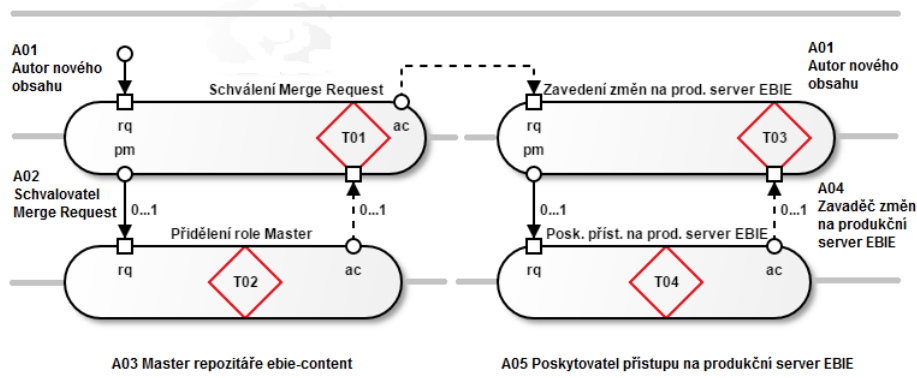 A01
Autor nového
obsahu
Schválení Merge Request
rq
pm
T01
ac
Zavedení změn na prod. server EBIE
rq
pm
T03
A01
Autor nového
obsahu
A02
Schvalovatel
Merge Request
0...1
0...1
0...1
0...1
A04
Zavaděč změn
na produkční
server EBIE
Přidělení role Master
rq
T02
ac
Posk. příst. na prod. server EBIE
rq
T04
ac
A03 Master repozitáře ebie-content
A05 Poskytovatel přístupu na produkční server EBIE